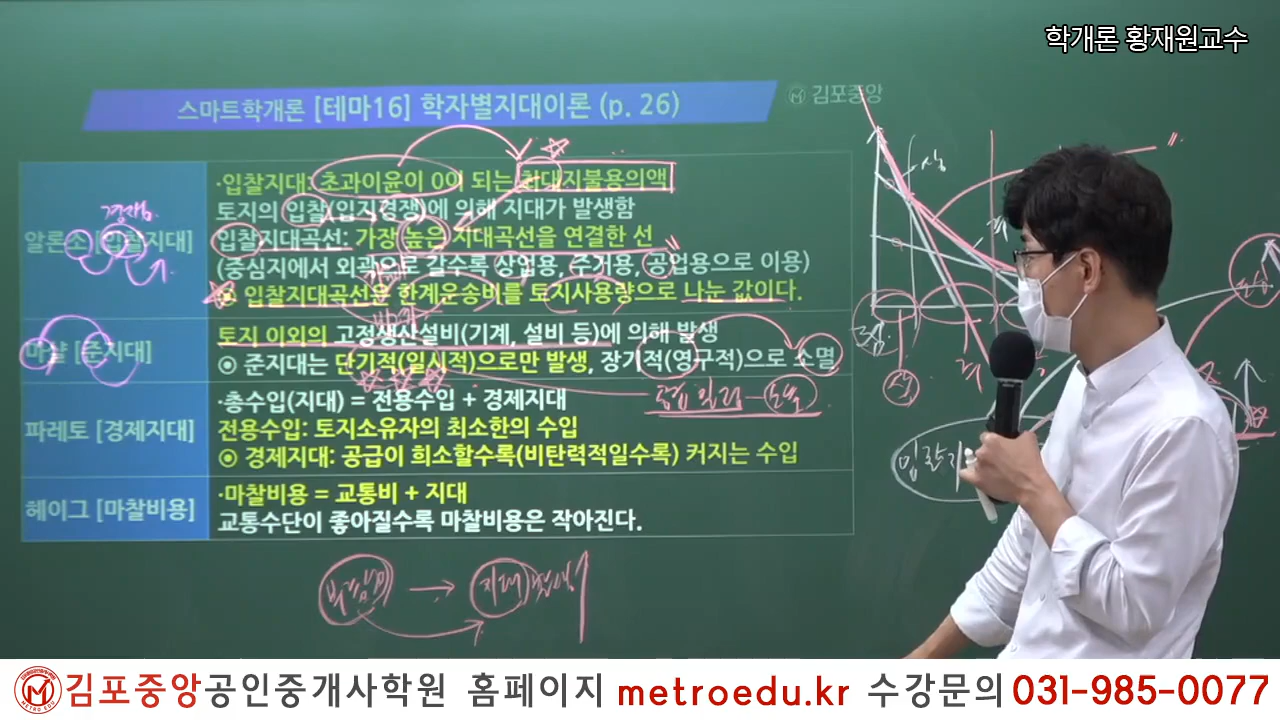 학개론 황재원교수
스마트학개론 [테마16] 학자별지대이론 (p. 26)
김포중앙
알론소 [입찰지대]
·입찰지대: 초과이윤이 0이 되는 최대지불용의액
토지의 입찰(입지경쟁)에 의해 지대가 발생함
입찰지대곡선: 가장 높은 지대곡선을 연결한 선
(중심지에서 외곽으로 갈수록 상업용, 주거용, 공업용으로 이용)
입찰지대곡선은 한계운송비를 토지사용량으로 나눈 값이다.
마샬 [준지대]
토지 이외의 고정생산설비(기계, 설비 등)에 의해 발생
⊙ 준지대는 단기적(일시적)으로만 발생, 장기적(영구적)으로 소멸
파레토 [경제지대]
·총수입(지대) = 전용수입 + 경제지대
전용수입: 토지소유자의 최소한의 수입
⊙ 경제지대: 공급이 희소할수록(비탄력적일수록) 커지는 수입
헤이그 [마찰비용]
·마찰비용 = 교통비 + 지대
교통수단이 좋아질수록 마찰비용은 작아진다.
김포중앙공인중개사학원 홈페이지 metroedu.kr 수강문의 031-985-0077
METRO EDU